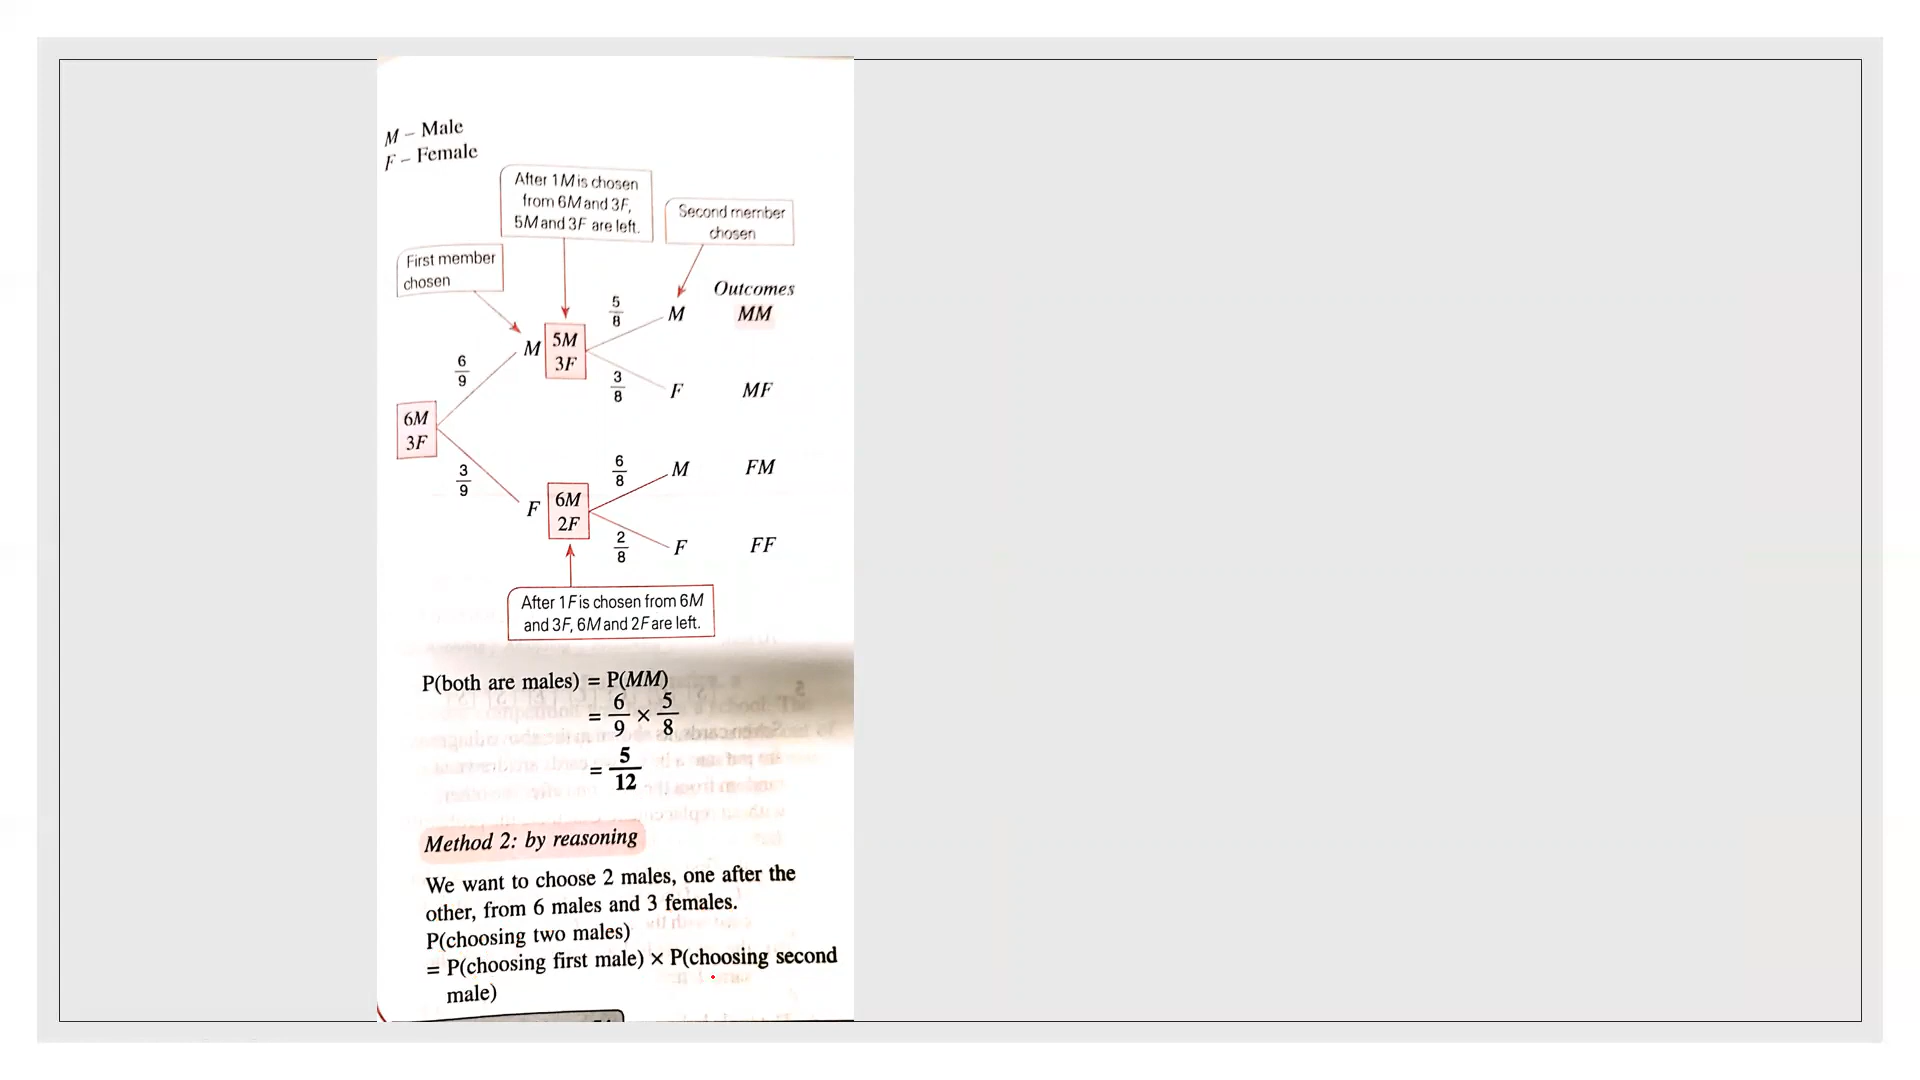 M – Male
F – Female
After 1M is chosen
from 6M and 3F,
5M and 3F are left.
Second member
chosen
First member
chosen
Outcomes
5
8
M
MM
M
5M
3F
6
9
3
8
F
MF
6M
3F
3
9
6
8
M
FM
F
6M
2F
2
8
F
FF
After 1F is chosen from 6M
and 3F, 6M and 2F are left.
P(both are males) = P(MM)
= 6/9 × 5/8
= 5/12
Method 2: by reasoning
We want to choose 2 males, one after the
other, from 6 males and 3 females.
P(choosing two males)
= P(choosing first male) × P(choosing second
male)